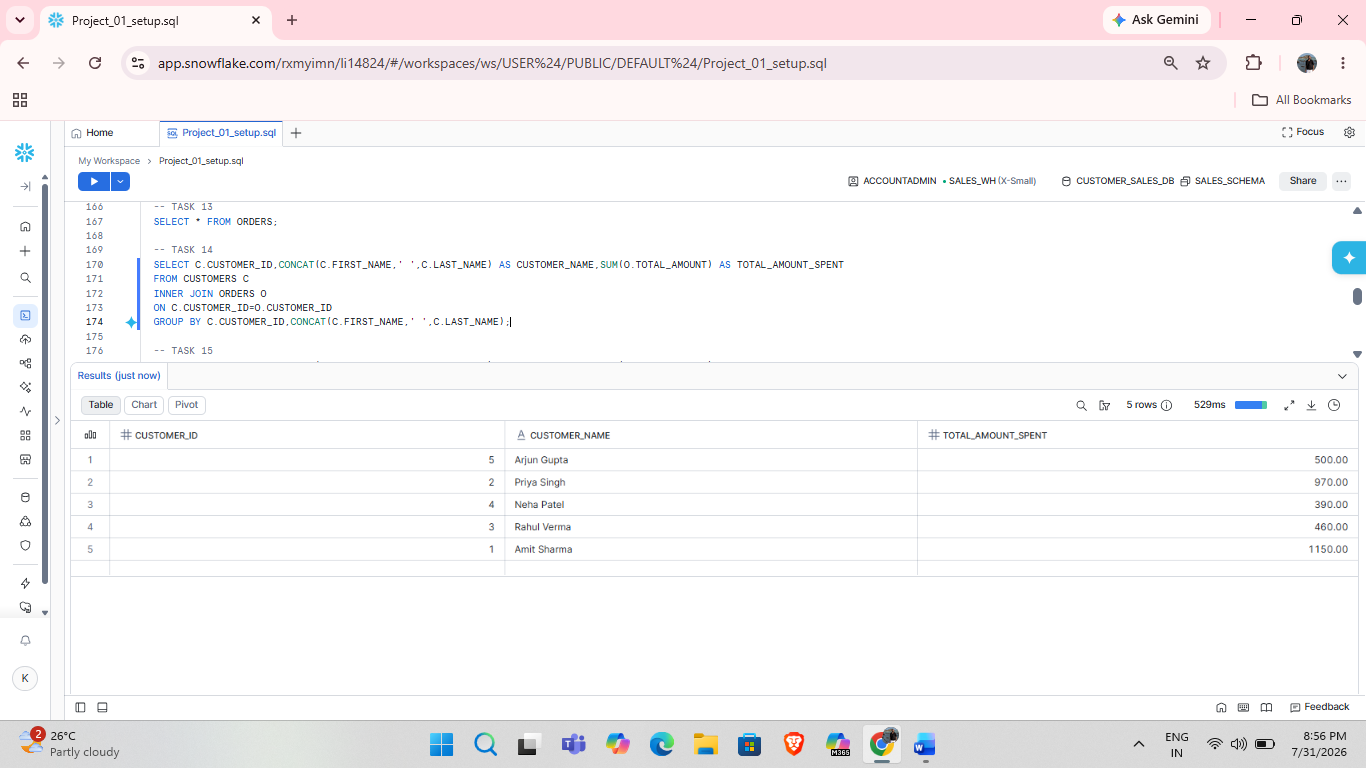 Project_01_setup.sql
Ask Gemini
app.snowflake.com/rxmyimn/li14824/#/workspaces/ws/USER%24/PUBLIC/DEFAULT%24/Project_01_setup.sql
All Bookmarks
Home
Project_01_setup.sql
Focus
My Workspace > Project_01_setup.sql
ACCOUNTADMIN • SALES_WH (X-Small) CUSTOMER_SALES_DB SALES_SCHEMA Share
166 -- TASK 13
167 SELECT * FROM ORDERS;
168
169 -- TASK 14
170 SELECT C.CUSTOMER_ID,CONCAT(C.FIRST_NAME,' ',C.LAST_NAME) AS CUSTOMER_NAME,SUM(O.TOTAL_AMOUNT) AS TOTAL_AMOUNT_SPENT
171 FROM CUSTOMERS C
172 INNER JOIN ORDERS O
173 ON C.CUSTOMER_ID=O.CUSTOMER_ID
174 GROUP BY C.CUSTOMER_ID,CONCAT(C.FIRST_NAME,' ',C.LAST_NAME);
175
176 -- TASK 15
Results (just now)
Table Chart Pivot 5 rows 529ms
CUSTOMER_ID CUSTOMER_NAME TOTAL_AMOUNT_SPENT
1 5 Arjun Gupta 500.00
2 2 Priya Singh 970.00
3 4 Neha Patel 390.00
4 3 Rahul Verma 460.00
5 1 Amit Sharma 1150.00
K
Feedback
2 26°C
Partly cloudy
M365
ENG
IN
8:56 PM
7/31/2026